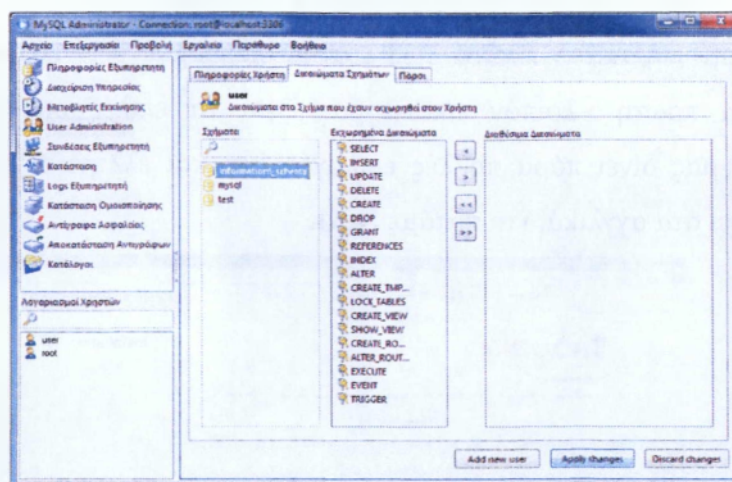 MySQL Administrator - Connection: root@localhost:3306
Αρχείο Επεξεργασία Προβολή Εργαλεία Παράθυρο Βοήθεια
Πληροφορίες Εξυπηρετητή
Διαχείριση Υπηρεσίας
Μεταβλητές Εκκίνησης
User Administration
Συνδέσεις Εξυπηρετητή
Κατάσταση
Logs Εξυπηρετητή
Κατάσταση Ομοιοποίησης
Αντίγραφα Ασφαλείας
Αποκατάσταση Αντιγράφων
Κατάλογοι
Λογαριασμοί Χρηστών
user
root
Πληροφορίες Χρήστη Δικαιώματα Σχημάτων Πόροι
user
Δικαιώματα στο Σχήμα που έχουν εκχωρηθεί στον Χρήστη
Σχήματα
information_schema
mysql
test
Εκχωρημένα Δικαιώματα
SELECT
INSERT
UPDATE
DELETE
CREATE
DROP
GRANT
REFERENCES
INDEX
ALTER
CREATE_TMP...
LOCK_TABLES
CREATE_VIEW
SHOW_VIEW
CREATE_RO...
ALTER_ROUT...
EXECUTE
EVENT
TRIGGER
<
>
<<
>>
Διαθέσιμα Δικαιώματα
Add new user Apply changes Discard changes